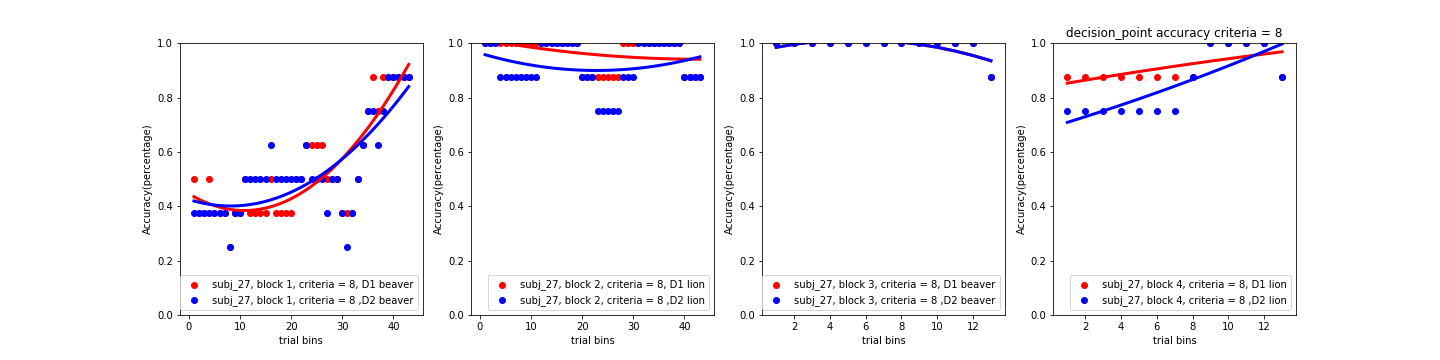 decision_point accuracy criteria = 8
1.0
0.8
0.6
0.4
0.2
0.0
Accuracy(percentage)
0 10 20 30 40
trial bins
subj_27, block 1, criteria = 8, D1 beaver
subj_27, block 1, criteria = 8 ,D2 beaver
1.0
0.8
0.6
0.4
0.2
0.0
Accuracy(percentage)
0 10 20 30 40
trial bins
subj_27, block 2, criteria = 8, D1 lion
subj_27, block 2, criteria = 8 ,D2 lion
1.0
0.8
0.6
0.4
0.2
0.0
Accuracy(percentage)
2 4 6 8 10 12
trial bins
subj_27, block 3, criteria = 8, D1 beaver
subj_27, block 3, criteria = 8 ,D2 beaver
1.0
0.8
0.6
0.4
0.2
0.0
Accuracy(percentage)
2 4 6 8 10 12
trial bins
subj_27, block 4, criteria = 8, D1 lion
subj_27, block 4, criteria = 8 ,D2 lion